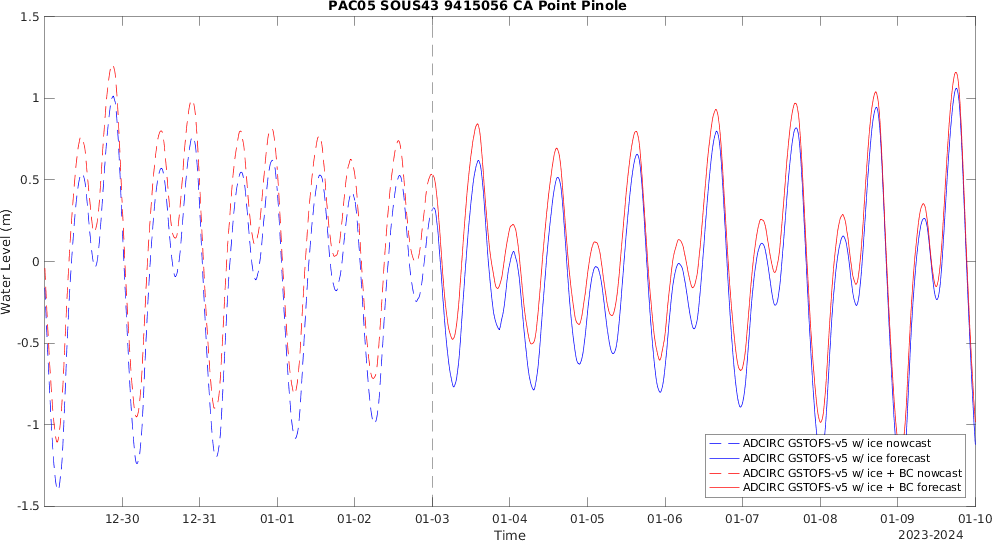 PAC05 SOUS43 9415056 CA Point Pinole
1.5
1
0.5
0
-0.5
-1
-1.5
Water Level (m)
ADCIRC GSTOFS-v5 w/ ice nowcast
ADCIRC GSTOFS-v5 w/ ice forecast
ADCIRC GSTOFS-v5 w/ ice + BC nowcast
ADCIRC GSTOFS-v5 w/ ice + BC forecast
12-30 12-31 01-01 01-02 01-03 01-04 01-05 01-06 01-07 01-08 01-09 01-10
Time
2023-2024